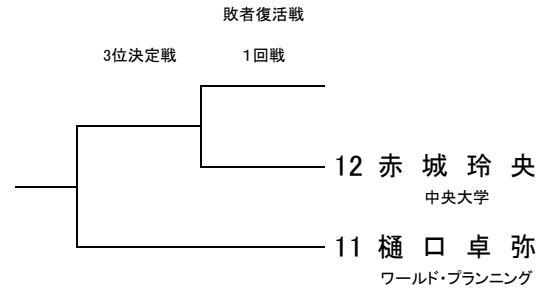 敗者復活戦
3位決定戦 1回戦
12 赤城玲央
中央大学
11 樋口卓弥
ワールド・プランニング